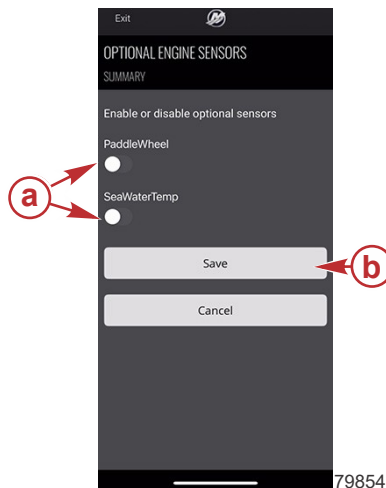 Exit
OPTIONAL ENGINE SENSORS
SUMMARY
Enable or disable optional sensors
PaddleWheel
a
SeaWaterTemp
Save
b
Cancel
79854